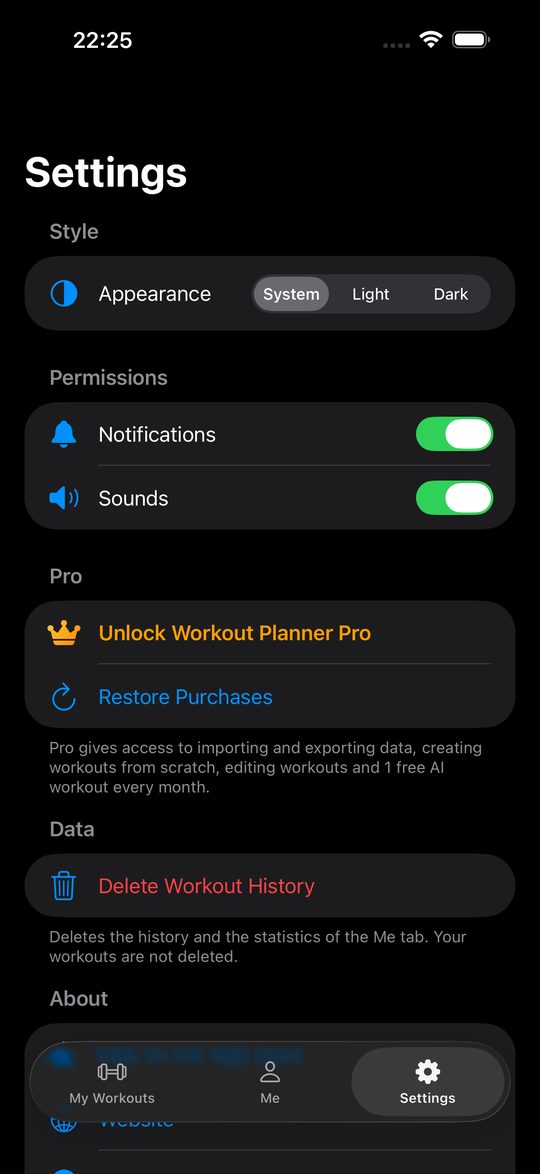 22:25
Settings
Style
Appearance
System Light Dark
Permissions
Notifications
Sounds
Pro
Unlock Workout Planner Pro
Restore Purchases
Pro gives access to importing and exporting data, creating
workouts from scratch, editing workouts and 1 free AI
workout every month.
Data
Delete Workout History
Deletes the history and the statistics of the Me tab. Your
workouts are not deleted.
About
My Workouts Me Settings
Website